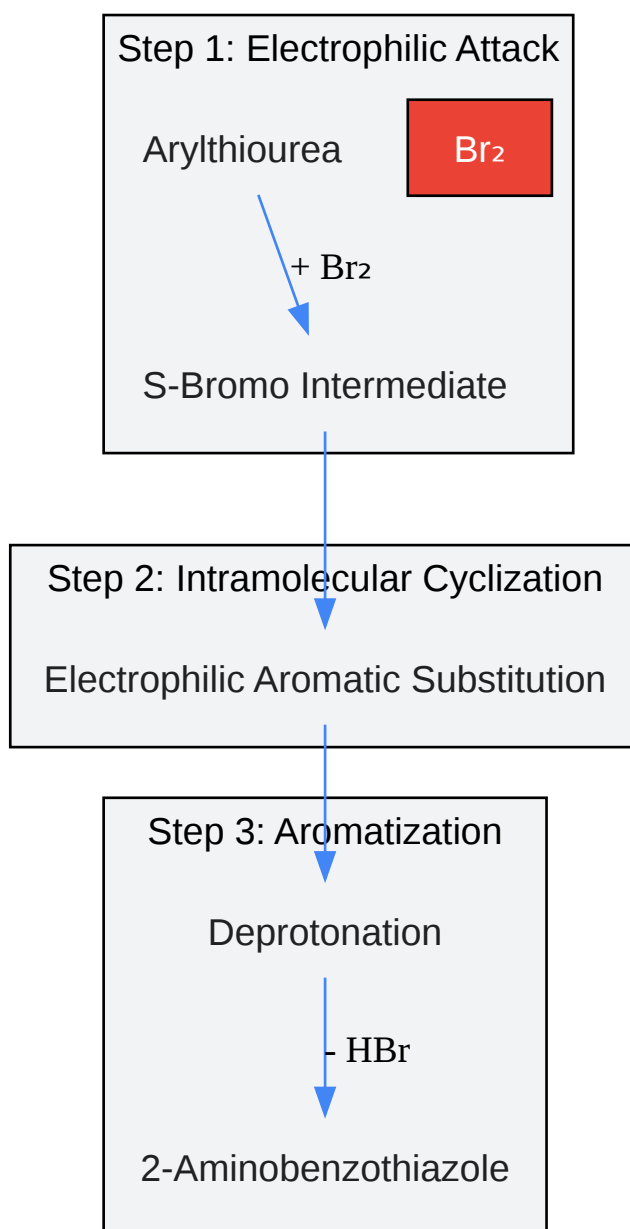 Step 1: Electrophilic Attack
Arylthiourea
Br₂
+ Br₂
S-Bromo Intermediate
Step 2: Intramolecular Cyclization
Electrophilic Aromatic Substitution
Step 3: Aromatization
Deprotonation
- HBr
2-Aminobenzothiazole